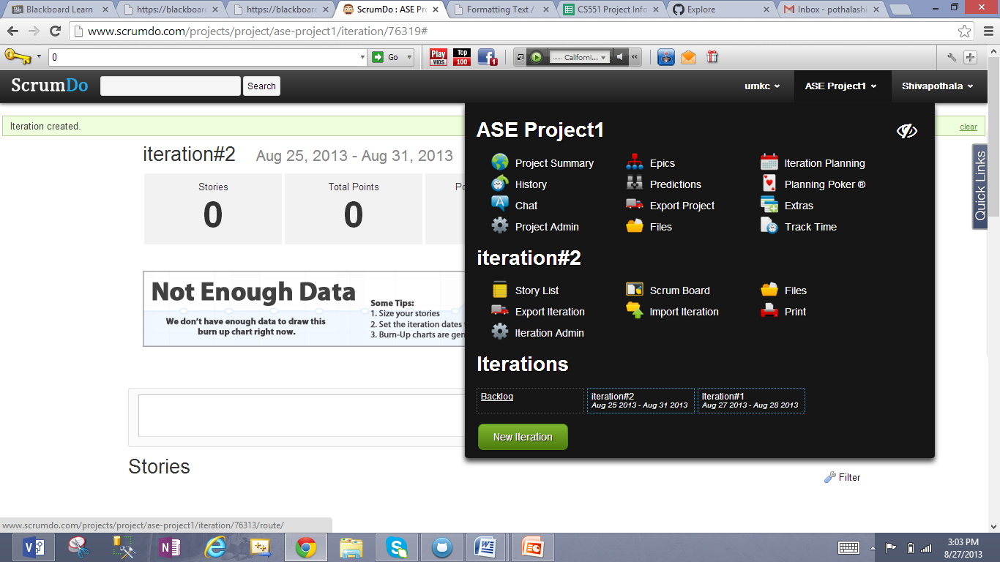 Blackboard Learn
https://blackboar
https://blackboar
ScrumDo : ASE Pr
Formatting Text /
CS551 Project Info
Explore
Inbox - pothalashi
www.scrumdo.com/projects/project/ase-project1/iteration/76319#
0
Go
Play VIDS
Top 100
1
..... Californi...
ScrumDo
Search
umkc
ASE Project1
Shivapothala
Iteration created.
clear
iteration#2 Aug 25, 2013 - Aug 31, 2013
Stories
0
Total Points
0
Po
Not Enough Data
We don't have enough data to draw this
burn up chart right now.
Some Tips:
1. Size your stories
2. Set the iteration dates
3. Burn-Up charts are gen
Stories
Filter
ASE Project1
Project Summary
Epics
Iteration Planning
History
Predictions
Planning Poker ®
Chat
Export Project
Extras
Project Admin
Files
Track Time
iteration#2
Story List
Scrum Board
Files
Export Iteration
Import Iteration
Print
Iteration Admin
Iterations
Backlog
iteration#2
Aug 25 2013 - Aug 31 2013
Iteration#1
Aug 27 2013 - Aug 28 2013
New Iteration
Quick Links
www.scrumdo.com/projects/project/ase-project1/iteration/76313/route/
3:03 PM
8/27/2013